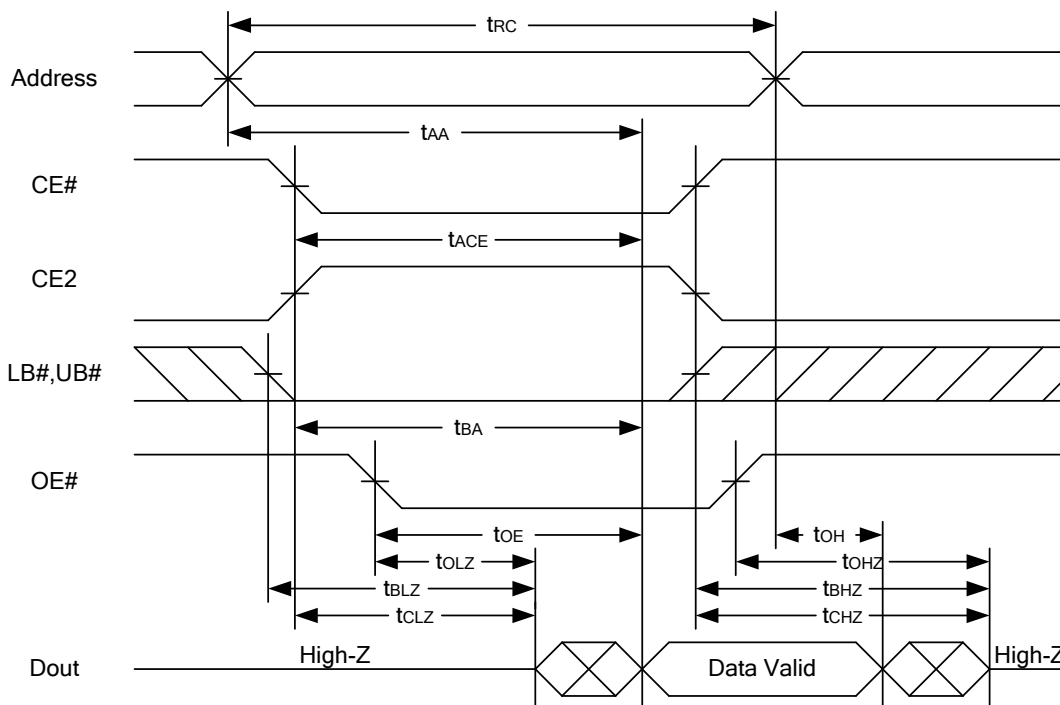 tRC
Address
tAA
CE#
tACE
CE2
LB#,UB#
tBA
OE#
tOE
tOH
tOLZ
tOHZ
tBLZ
tBHZ
tCLZ
tCHZ
High-Z
Dout
Data Valid
High-Z